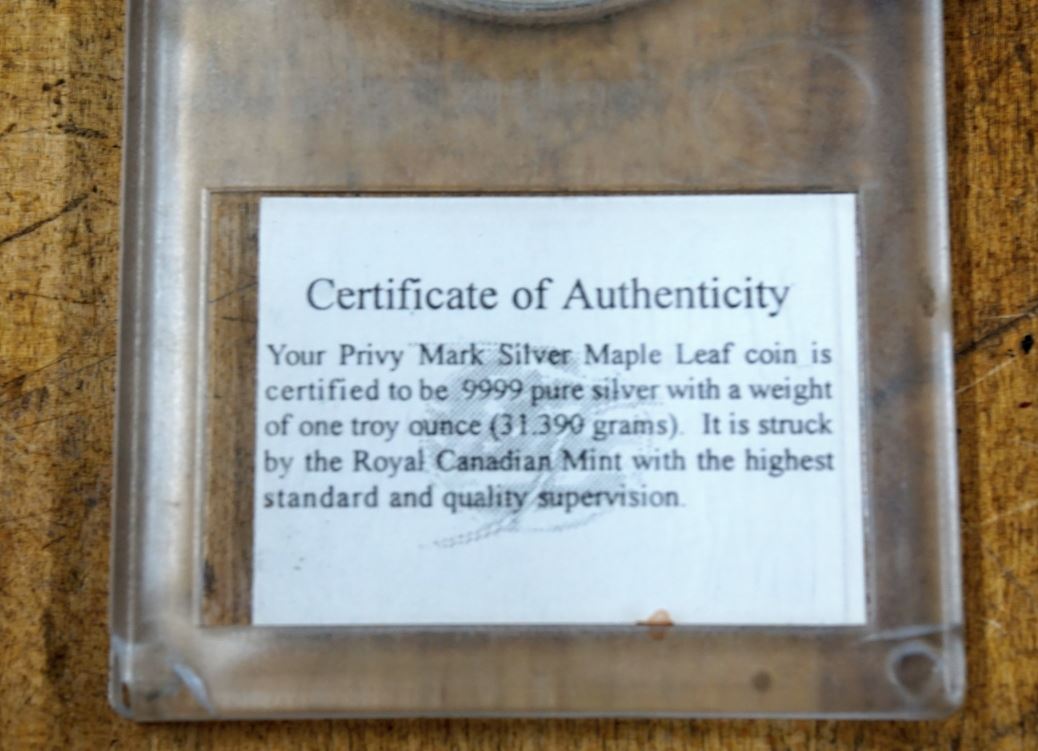 Certificate of Authenticity
Your Privy Mark Silver Maple Leaf coin is
certified to be 9999 pure silver with a weight
of one troy ounce (31.390 grams). It is struck
by the Royal Canadian Mint with the highest
standard and quality supervision.